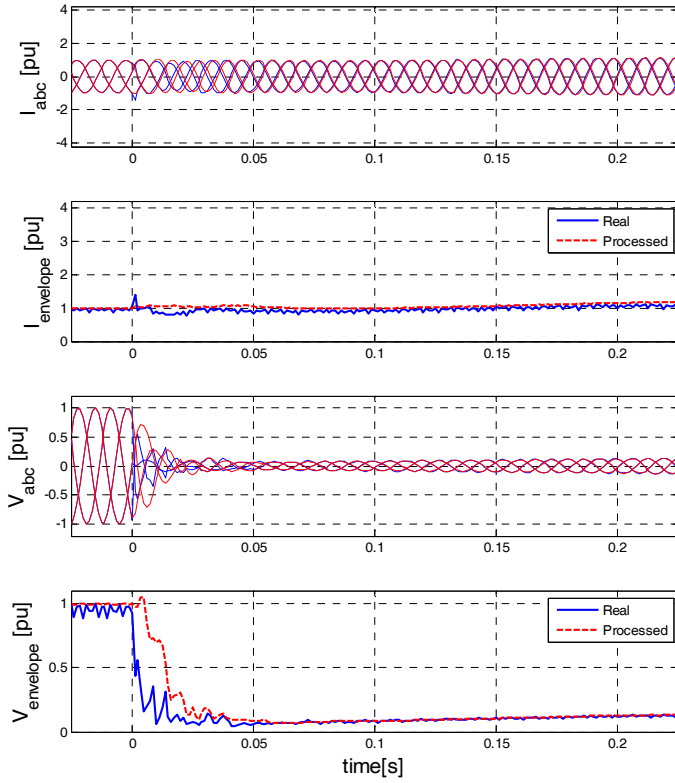 I_abc [pu]
4
2
0
-2
-4
0 0.05 0.1 0.15 0.2
I_envelope [pu]
4
3
2
1
0
Real
Processed
0 0.05 0.1 0.15 0.2
V_abc [pu]
1
0.5
0
-0.5
-1
0 0.05 0.1 0.15 0.2
V_envelope [pu]
1
0.5
0
Real
Processed
0 0.05 0.1 0.15 0.2
time[s]